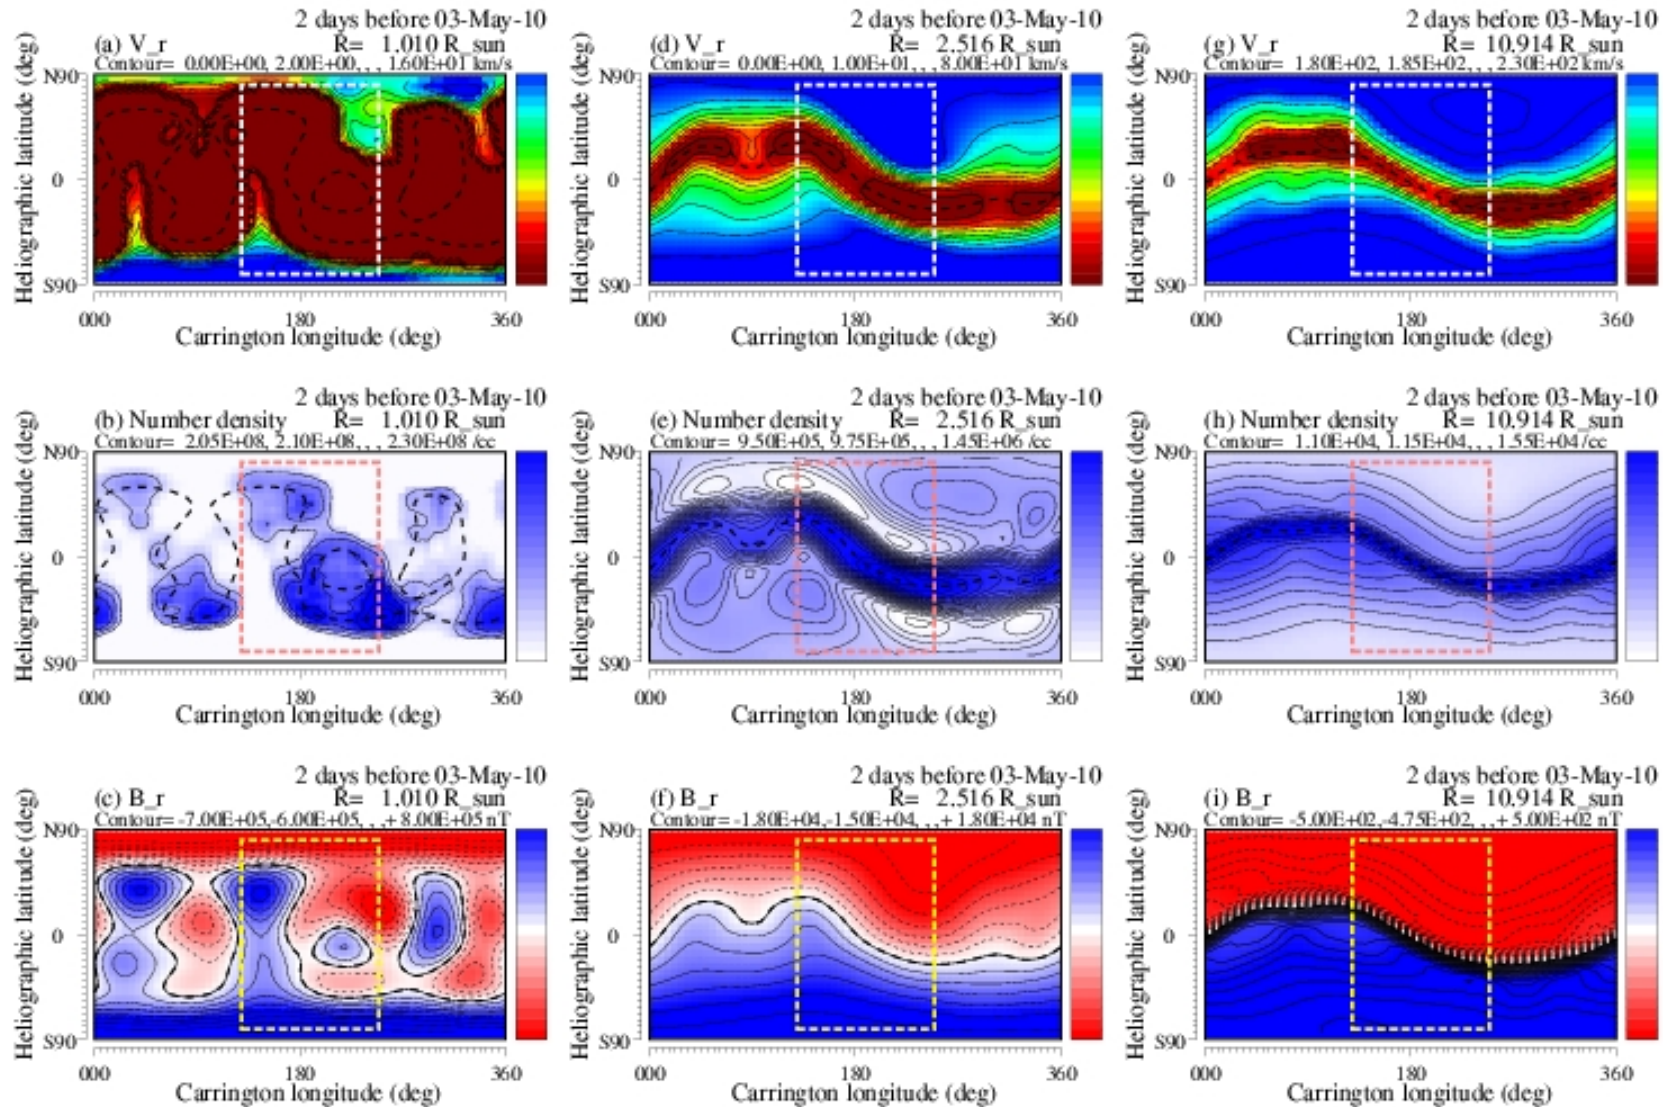 2 days before 03-May-10
(a) V_r R= 1.010 R_sun
Contour= 0.00E+00, 2.00E+00, . , 1.60E+01 km/s
Heliographic latitude (deg)
N90
0
S90
000 180 360
Carrington longitude (deg)
2 days before 03-May-10
(d) V_r R= 2.516 R_sun
Contour= 0.00E+00, 1.00E+01, . , 8.00E+01 km/s
Heliographic latitude (deg)
N90
0
S90
000 180 360
Carrington longitude (deg)
2 days before 03-May-10
(g) V_r R= 10.914 R_sun
Contour= 1.80E+02, 1.85E+02, . , 2.30E+02 km/s
Heliographic latitude (deg)
N90
0
S90
000 180 360
Carrington longitude (deg)
2 days before 03-May-10
(b) Number density R= 1.010 R_sun
Contour= 2.05E+08, 2.10E+08, . , 2.30E+08 /cc
Heliographic latitude (deg)
N90
0
S90
000 180 360
Carrington longitude (deg)
2 days before 03-May-10
(e) Number density R= 2.516 R_sun
Contour= 9.50E+05, 9.75E+05, . , 1.45E+06 /cc
Heliographic latitude (deg)
N90
0
S90
000 180 360
Carrington longitude (deg)
2 days before 03-May-10
(h) Number density R= 10.914 R_sun
Contour= 1.10E+04, 1.15E+04, . , 1.55E+04 /cc
Heliographic latitude (deg)
N90
0
S90
000 180 360
Carrington longitude (deg)
2 days before 03-May-10
(c) B_r R= 1.010 R_sun
Contour= -7.00E+05,-6.00E+05, . ,+ 8.00E+05 nT
Heliographic latitude (deg)
N90
0
S90
000 180 360
Carrington longitude (deg)
2 days before 03-May-10
(f) B_r R= 2.516 R_sun
Contour= -1.80E+04,-1.50E+04, . ,+ 1.80E+04 nT
Heliographic latitude (deg)
N90
0
S90
000 180 360
Carrington longitude (deg)
2 days before 03-May-10
(i) B_r R= 10.914 R_sun
Contour= -5.00E+02,-4.75E+02, . ,+ 5.00E+02 nT
Heliographic latitude (deg)
N90
0
S90
000 180 360
Carrington longitude (deg)